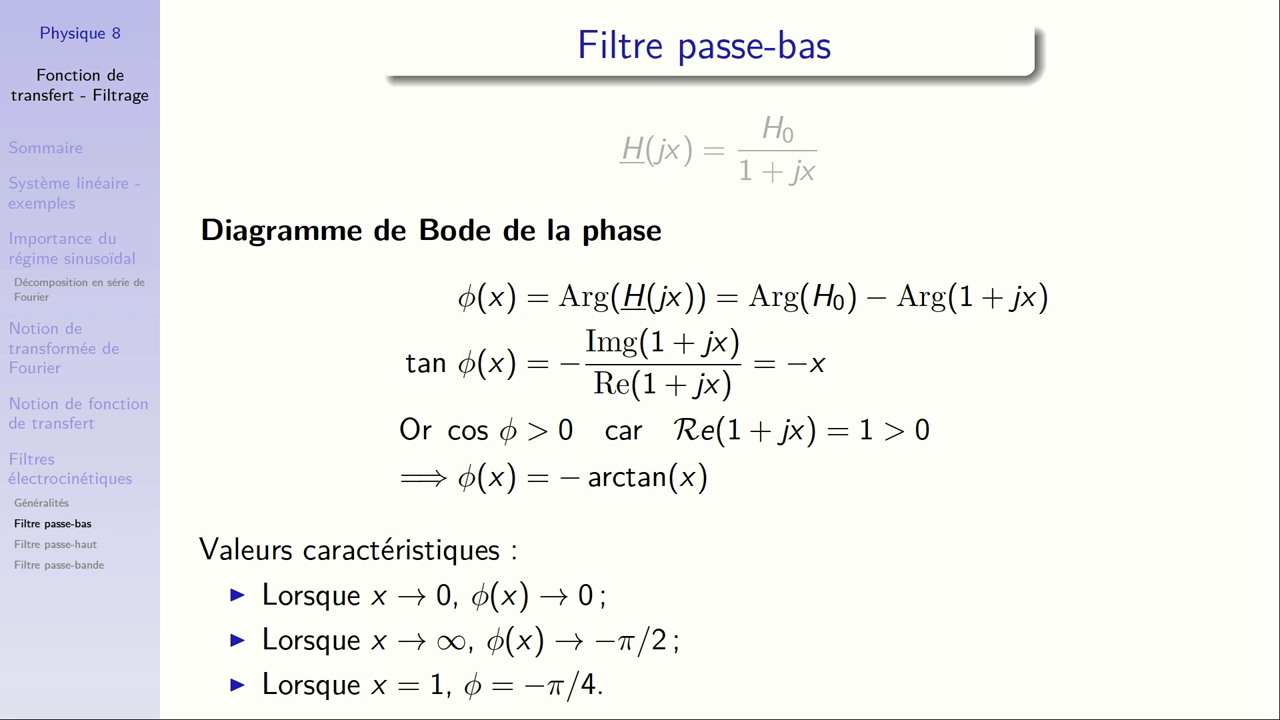 Physique 8
Fonction de
transfert - Filtrage
Sommaire
Système linéaire -
exemples
Importance du
régime sinusoïdal
Décomposition en série de
Fourier
Notion de
transformée de
Fourier
Notion de fonction
de transfert
Filtres
électrocinétiques
Généralités
Filtre passe-bas
Filtre passe-haut
Filtre passe-bande
Filtre passe-bas
H(jx) = H₀ / (1 + jx)
Diagramme de Bode de la phase
ϕ(x) = Arg(H(jx)) = Arg(H₀) − Arg(1 + jx)
tan ϕ(x) = − Img(1 + jx) / Re(1 + jx) = −x
Or cos ϕ > 0 car Re(1 + jx) = 1 > 0
⟹ ϕ(x) = − arctan(x)
Valeurs caractéristiques :
▶ Lorsque x → 0, ϕ(x) → 0 ;
▶ Lorsque x → ∞, ϕ(x) → −π/2 ;
▶ Lorsque x = 1, ϕ = −π/4.